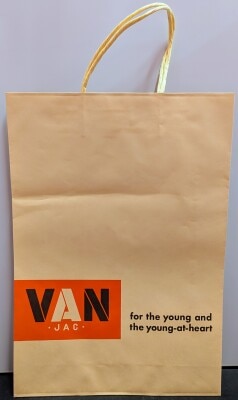 VAN
· JAC ·
for the young and
the young-at-heart